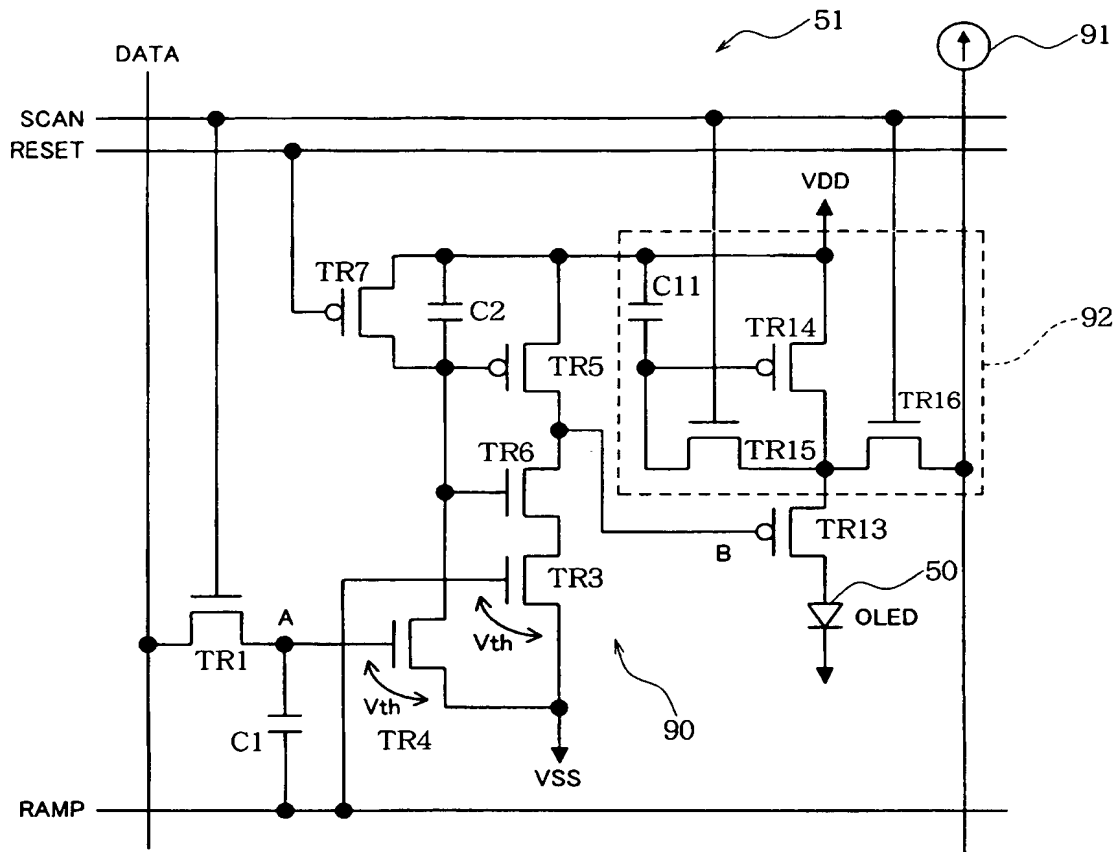 51
91
DATA
SCAN
RESET
VDD
TR7
C2
C11
TR14
92
TR5
TR16
TR6
TR15
B
TR13
TR3
50
A
Vth
OLED
TR1
Vth
C1
TR4
90
VSS
RAMP